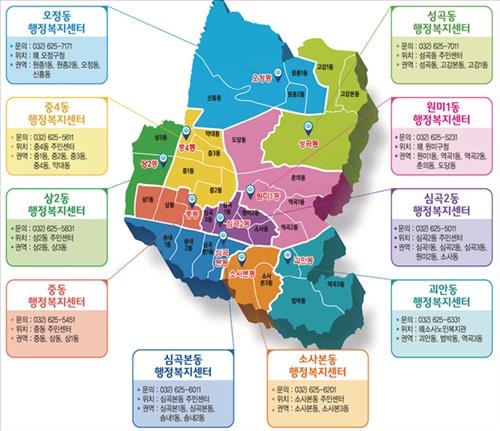 오정동
행정복지센터
• 문의 : 032) 625-7171
• 위치 : 現 오정구청
• 권역 : 원종1동, 원종2동, 오정동,
신흥동
성곡동
행정복지센터
• 문의 : 032) 625-7011
• 위치 : 성곡동 주민센터
• 권역 : 성곡동, 고강본동, 고강1동
중4동
행정복지센터
• 문의 : 032) 625-5611
• 위치 : 중4동 주민센터
• 권역 : 중1동, 중2동, 중3동,
중4동, 약대동
원미1동
행정복지센터
• 문의 : 032) 625-5231
• 위치 : 現 원미구청
• 권역 : 원미1동, 역곡1동, 역곡2동,
춘의동, 도당동
상2동
행정복지센터
• 문의 : 032) 625-5831
• 위치 : 상2동 주민센터
• 권역 : 상2동, 상3동
심곡2동
행정복지센터
• 문의 : 032) 625-5011
• 위치 : 심곡2동 주민센터
• 권역 : 심곡1동, 심곡2동, 심곡3동,
원미2동, 소사동
중동
행정복지센터
• 문의 : 032) 625-5451
• 위치 : 중동 주민센터
• 권역 : 중동, 상동, 상1동
괴안동
행정복지센터
• 문의 : 032) 625-6331
• 위치 : 現소사노인복지관
• 권역 : 괴안동, 범박동, 역곡3동
심곡본동
행정복지센터
• 문의 : 032) 625-6011
• 위치 : 심곡본동 주민센터
• 권역 : 심곡본1동, 심곡본동,
송내1동, 송내2동
소사본동
행정복지센터
• 문의 : 032) 625-6201
• 위치 : 소사본동 주민센터
• 권역 : 소사본동, 소사본3동
오정동
원종1동
고강1동
신흥동
원종2동
고강본동
상3동
약대동
도당동
성곡동
중4동
중3동
상2동
중1동
춘의동
중2동
원미1동
상1동
상동
중동
심곡3동
원미2동
역곡1동
심곡2동
소사동
역곡2동
송내1동
송내2동
심곡본1동
심곡본동
소사본동
소사본3동
괴안동
역곡3동
범박동